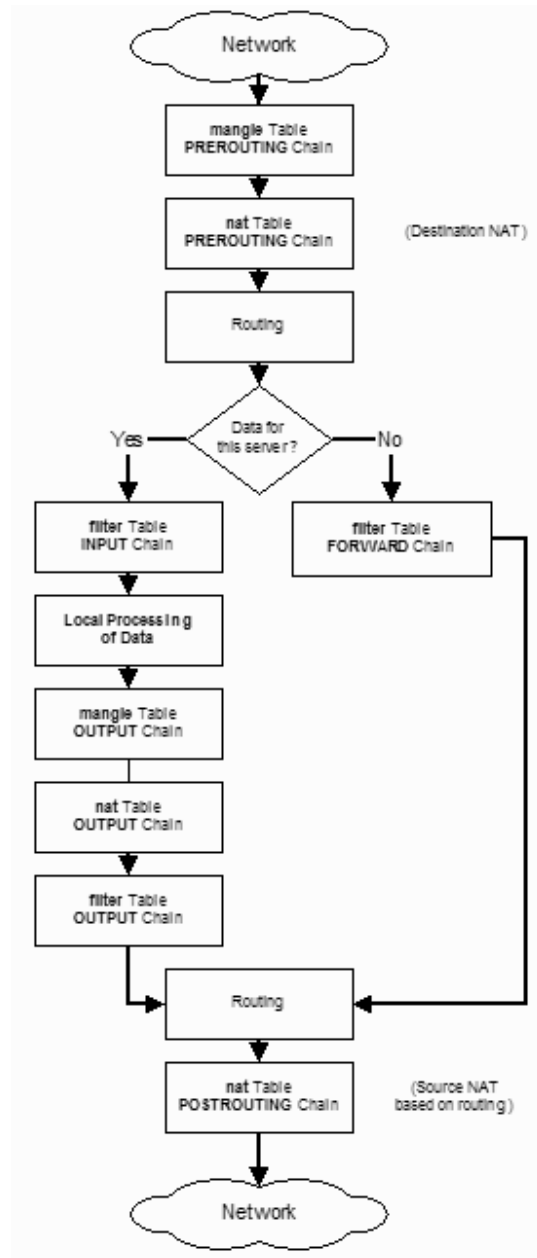 Network
mangle Table
PREROUTING Chain
nat Table
PREROUTING Chain
(Destination NAT)
Routing
Data for
this server?
Yes
No
filter Table
INPUT Chain
filter Table
FORWARD Chain
Local Processing
of Data
mangle Table
OUTPUT Chain
nat Table
OUTPUT Chain
filter Table
OUTPUT Chain
Routing
nat Table
POSTROUTING Chain
(Source NAT
based on routing)
Network